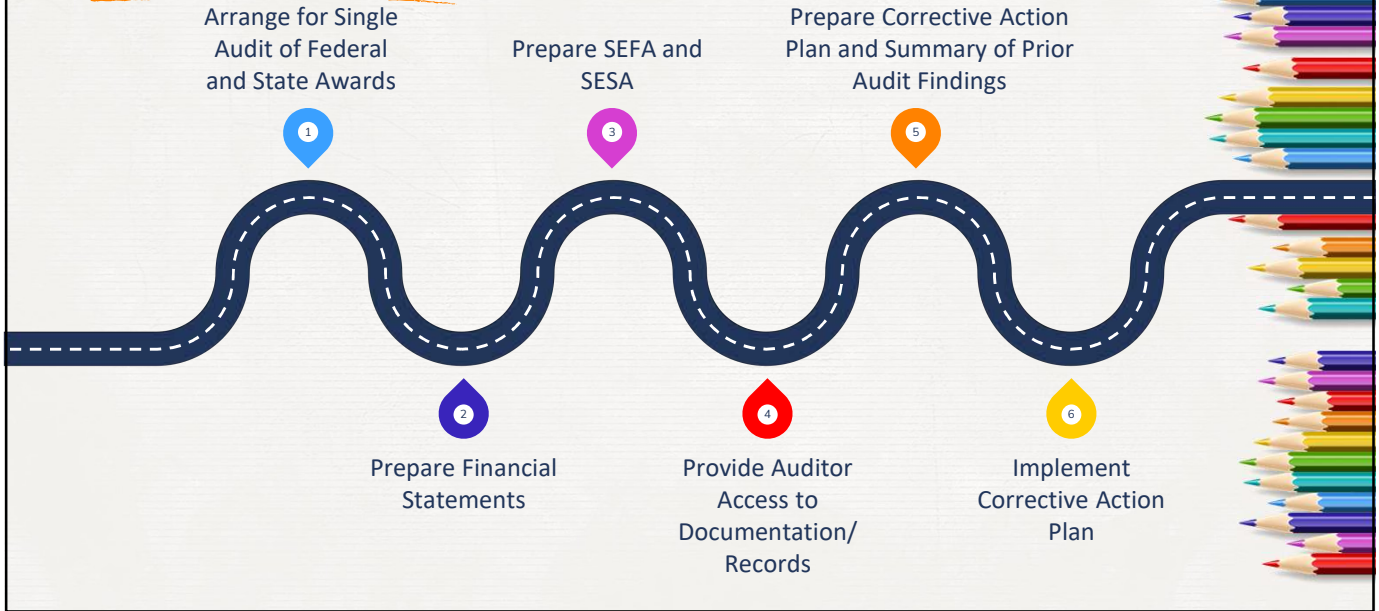 Arrange for Single
Audit of Federal
and State Awards
1
Prepare Financial
Statements
2
Prepare SEFA and
SESA
3
Provide Auditor
Access to
Documentation/
Records
4
Prepare Corrective Action
Plan and Summary of Prior
Audit Findings
5
Implement
Corrective Action
Plan
6